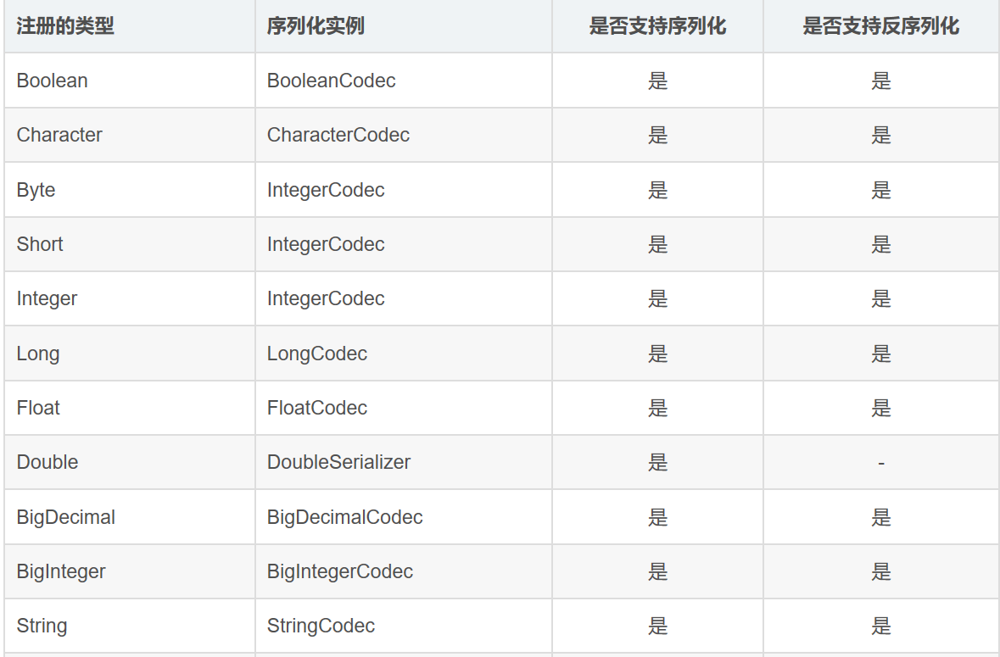 注册的类型 序列化实例 是否支持序列化 是否支持反序列化
Boolean BooleanCodec 是 是
Character CharacterCodec 是 是
Byte IntegerCodec 是 是
Short IntegerCodec 是 是
Integer IntegerCodec 是 是
Long LongCodec 是 是
Float FloatCodec 是 是
Double DoubleSerializer 是 -
BigDecimal BigDecimalCodec 是 是
BigInteger BigIntegerCodec 是 是
String StringCodec 是 是